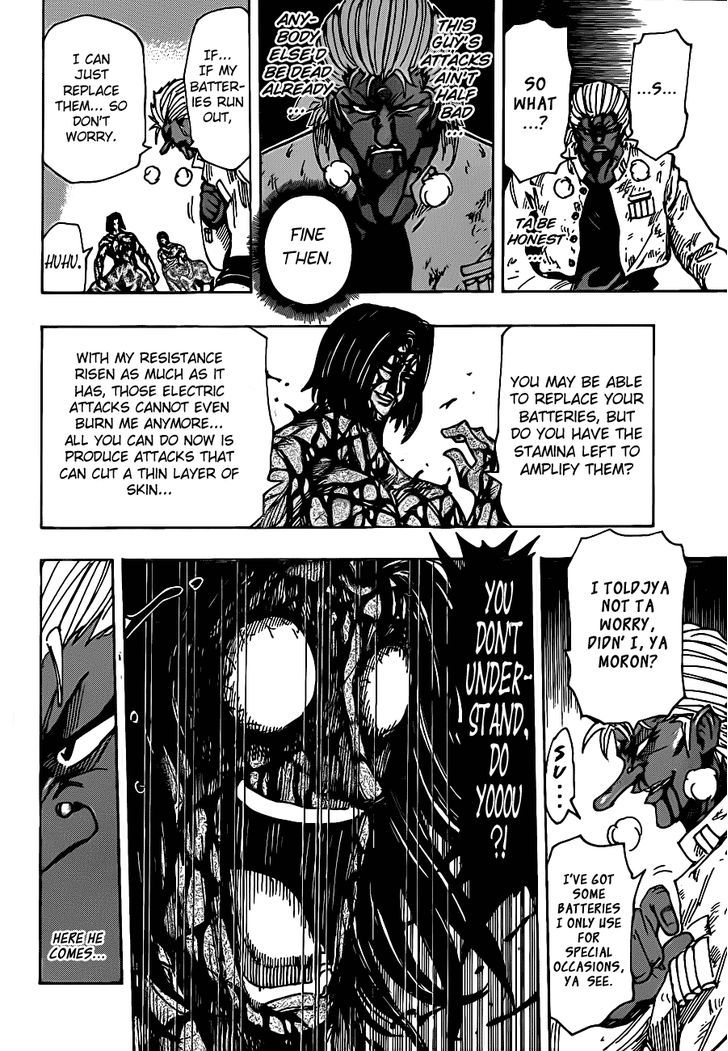 ...S...
SO
WHAT
...?
TA BE
HONEST
...
THIS
GUY'S
ATTACKS
AIN'T
HALF
BAD
...
ANY-
BODY
ELSE'D
BE DEAD
ALREADY
...
FINE
THEN.
IF...
IF MY
BATTER-
IES RUN
OUT,
I CAN
JUST
REPLACE
THEM... SO
DON'T
WORRY.
HUHU.
YOU MAY BE ABLE
TO REPLACE YOUR
BATTERIES, BUT
DO YOU HAVE THE
STAMINA LEFT TO
AMPLIFY THEM?
WITH MY RESISTANCE
RISEN AS MUCH AS IT
HAS, THOSE ELECTRIC
ATTACKS CANNOT EVEN
BURN ME ANYMORE...
ALL YOU CAN DO NOW IS
PRODUCE ATTACKS THAT
CAN CUT A THIN LAYER OF
SKIN...
I TOLDJYA
NOT TA
WORRY,
DIDN' I, YA
MORON?
SU...
I'VE GOT
SOME
BATTERIES
I ONLY USE
FOR
SPECIAL
OCCASIONS,
YA SEE.
YOU
DON'T
UNDER-
STAND,
DO
YOOOU
?!
HERE HE
COMES...